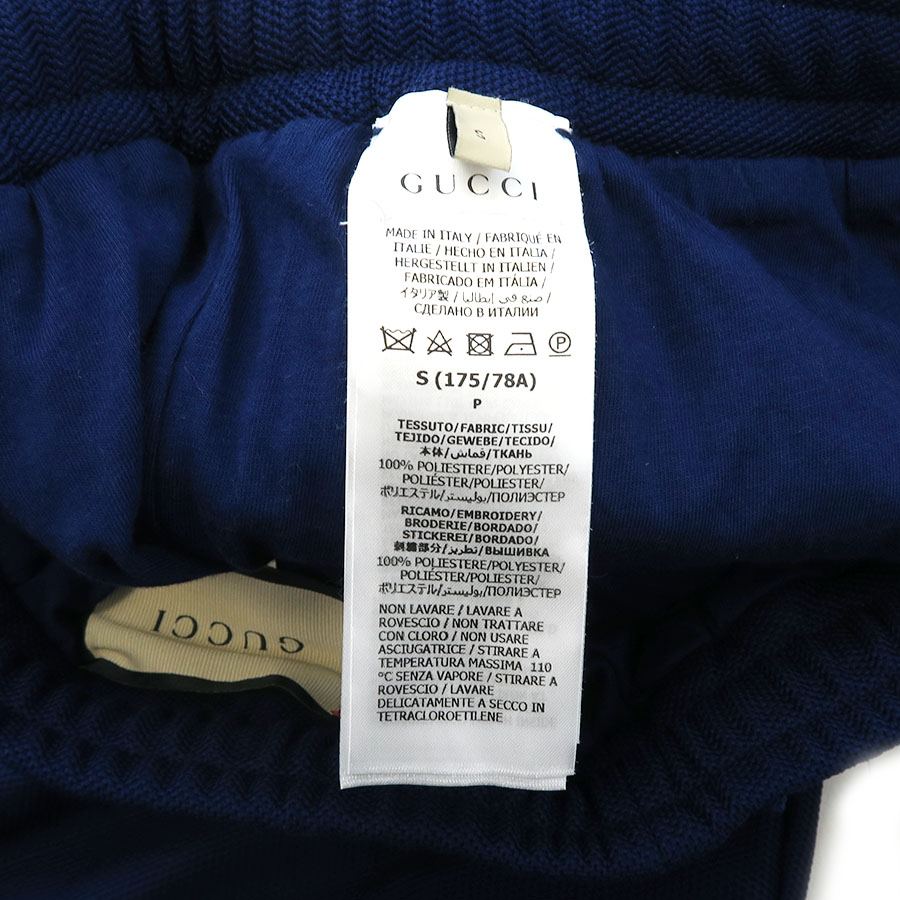 S
GUCCI
MADE IN ITALY / FABRIQUÉ EN
ITALIE / HECHO EN ITALIA /
HERGESTELLT IN ITALIEN /
FABRICADO EM ITÁLIA /
イタリア製 / صنع في إيطاليا /
СДЕЛАНО В ИТАЛИИ
P
S (175/78A)
P
TESSUTO/FABRIC/TISSU/
TEJIDO/GEWEBE/TECIDO/
本体/قماش/ТКАНЬ
100% POLIESTERE/POLYESTER/
POLIÉSTER/POLIESTER/
ポリエステル/بوليستر/ПОЛИЭСТЕР
RICAMO/EMBROIDERY/
BRODERIE/BORDADO/
STICKEREI/BORDADO/
刺繍部分/تطريز/ВЫШИВКА
100% POLIESTERE/POLYESTER/
POLIÉSTER/POLIESTER/
ポリエステル/بوليستر/ПОЛИЭСТЕР
NON LAVARE / LAVARE A
ROVESCIO / NON TRATTARE
CON CLORO / NON USARE
ASCIUGATRICE / STIRARE A
TEMPERATURA MASSIMA 110
°C SENZA VAPORE / STIRARE A
ROVESCIO / LAVARE
DELICATAMENTE A SECCO IN
TETRACLOROETILENE
GUCCI